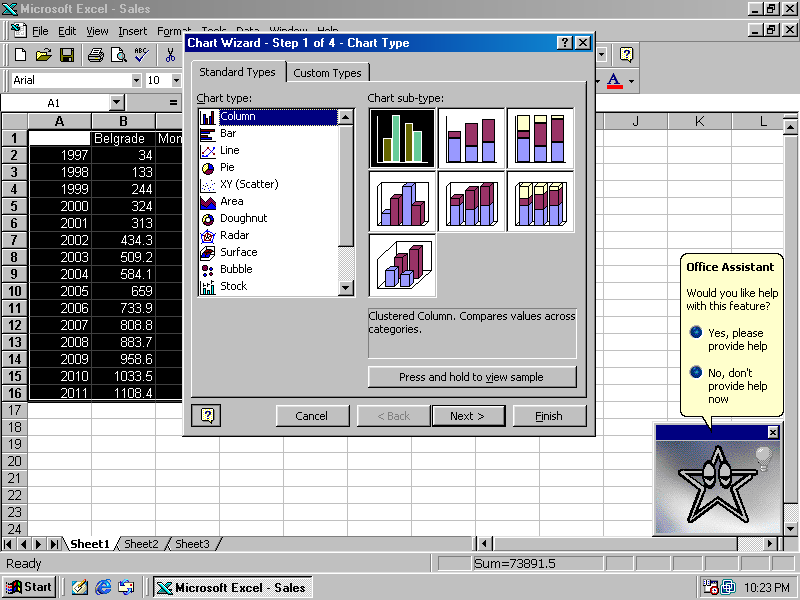 Microsoft Excel - Sales
File Edit View Insert Format Tools Data Window Help
Arial 10
A1 =
Chart Wizard - Step 1 of 4 - Chart Type
Standard Types Custom Types
Chart type: Chart sub-type:
Column
Bar
Line
Pie
XY (Scatter)
Area
Doughnut
Radar
Surface
Bubble
Stock
Clustered Column. Compares values across
categories.
Press and hold to view sample
Cancel < Back Next > Finish
A B J K L
1 Belgrade Mon
2 1997 34
3 1998 133
4 1999 244
5 2000 324
6 2001 313
7 2002 434.3
8 2003 509.2
9 2004 584.1
10 2005 659
11 2006 733.9
12 2007 808.8
13 2008 883.7
14 2009 958.6
15 2010 1033.5
16 2011 1108.4
17
18
19
20
21
22
23
24
Office Assistant
Would you like help
with this feature?
Yes, please
provide help
No, don't
provide help
now
Sheet1 Sheet2 Sheet3
Ready Sum=73891.5
Start Microsoft Excel - Sales 10:23 PM